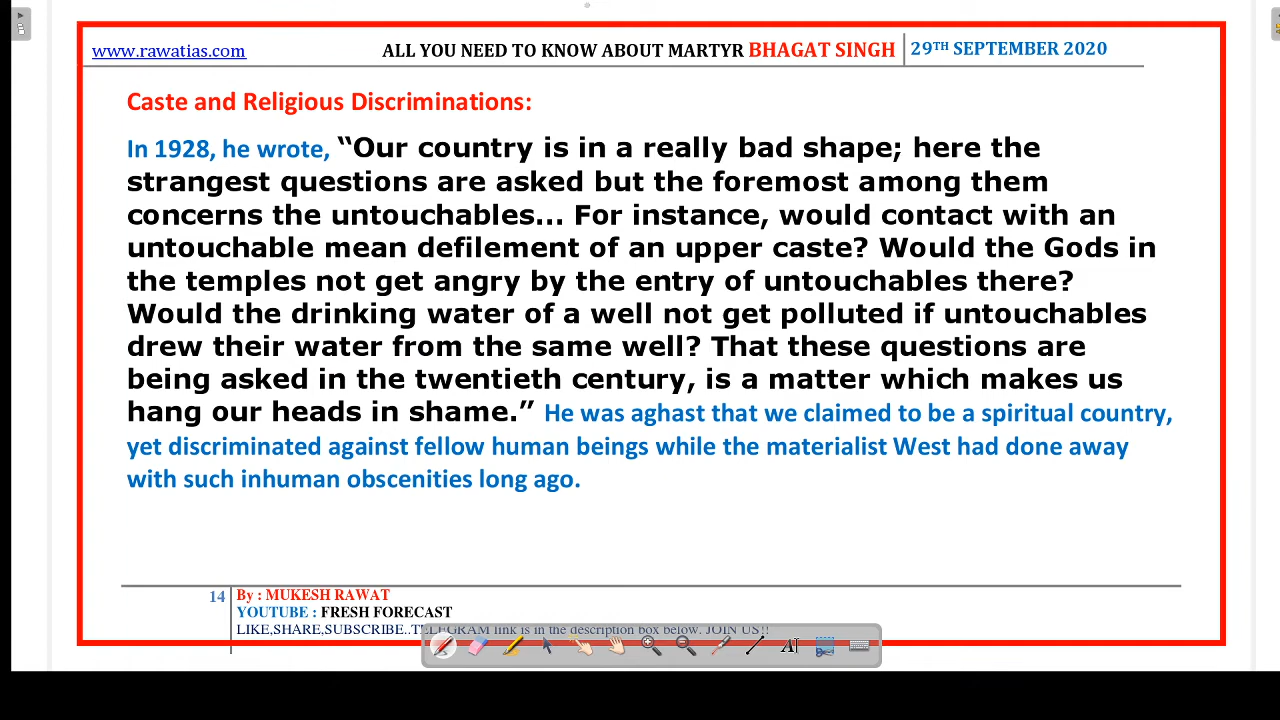 www.rawatias.com ALL YOU NEED TO KNOW ABOUT MARTYR BHAGAT SINGH 29TH SEPTEMBER 2020
Caste and Religious Discriminations:
In 1928, he wrote, “Our country is in a really bad shape; here the
strangest questions are asked but the foremost among them
concerns the untouchables... For instance, would contact with an
untouchable mean defilement of an upper caste? Would the Gods in
the temples not get angry by the entry of untouchables there?
Would the drinking water of a well not get polluted if untouchables
drew their water from the same well? That these questions are
being asked in the twentieth century, is a matter which makes us
hang our heads in shame.” He was aghast that we claimed to be a spiritual country,
yet discriminated against fellow human beings while the materialist West had done away
with such inhuman obscenities long ago.
14 By : MUKESH RAWAT
YOUTUBE : FRESH FORECAST
LIKE,SHARE,SUBSCRIBE..TELEGRAM link is in the description box below. JOIN US!!